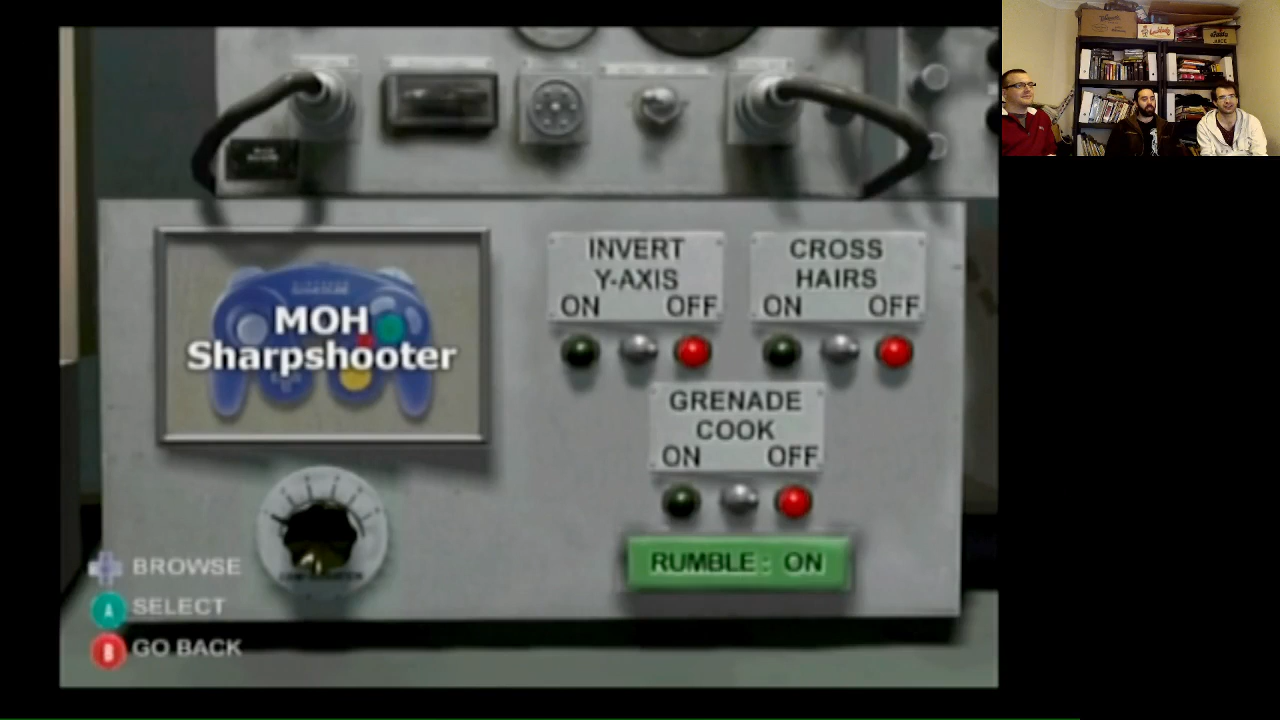 MOH
Sharpshooter
INVERT
Y-AXIS
ON OFF
CROSS
HAIRS
ON OFF
GRENADE
COOK
ON OFF
RUMBLE: ON
BROWSE
A SELECT
B GO BACK